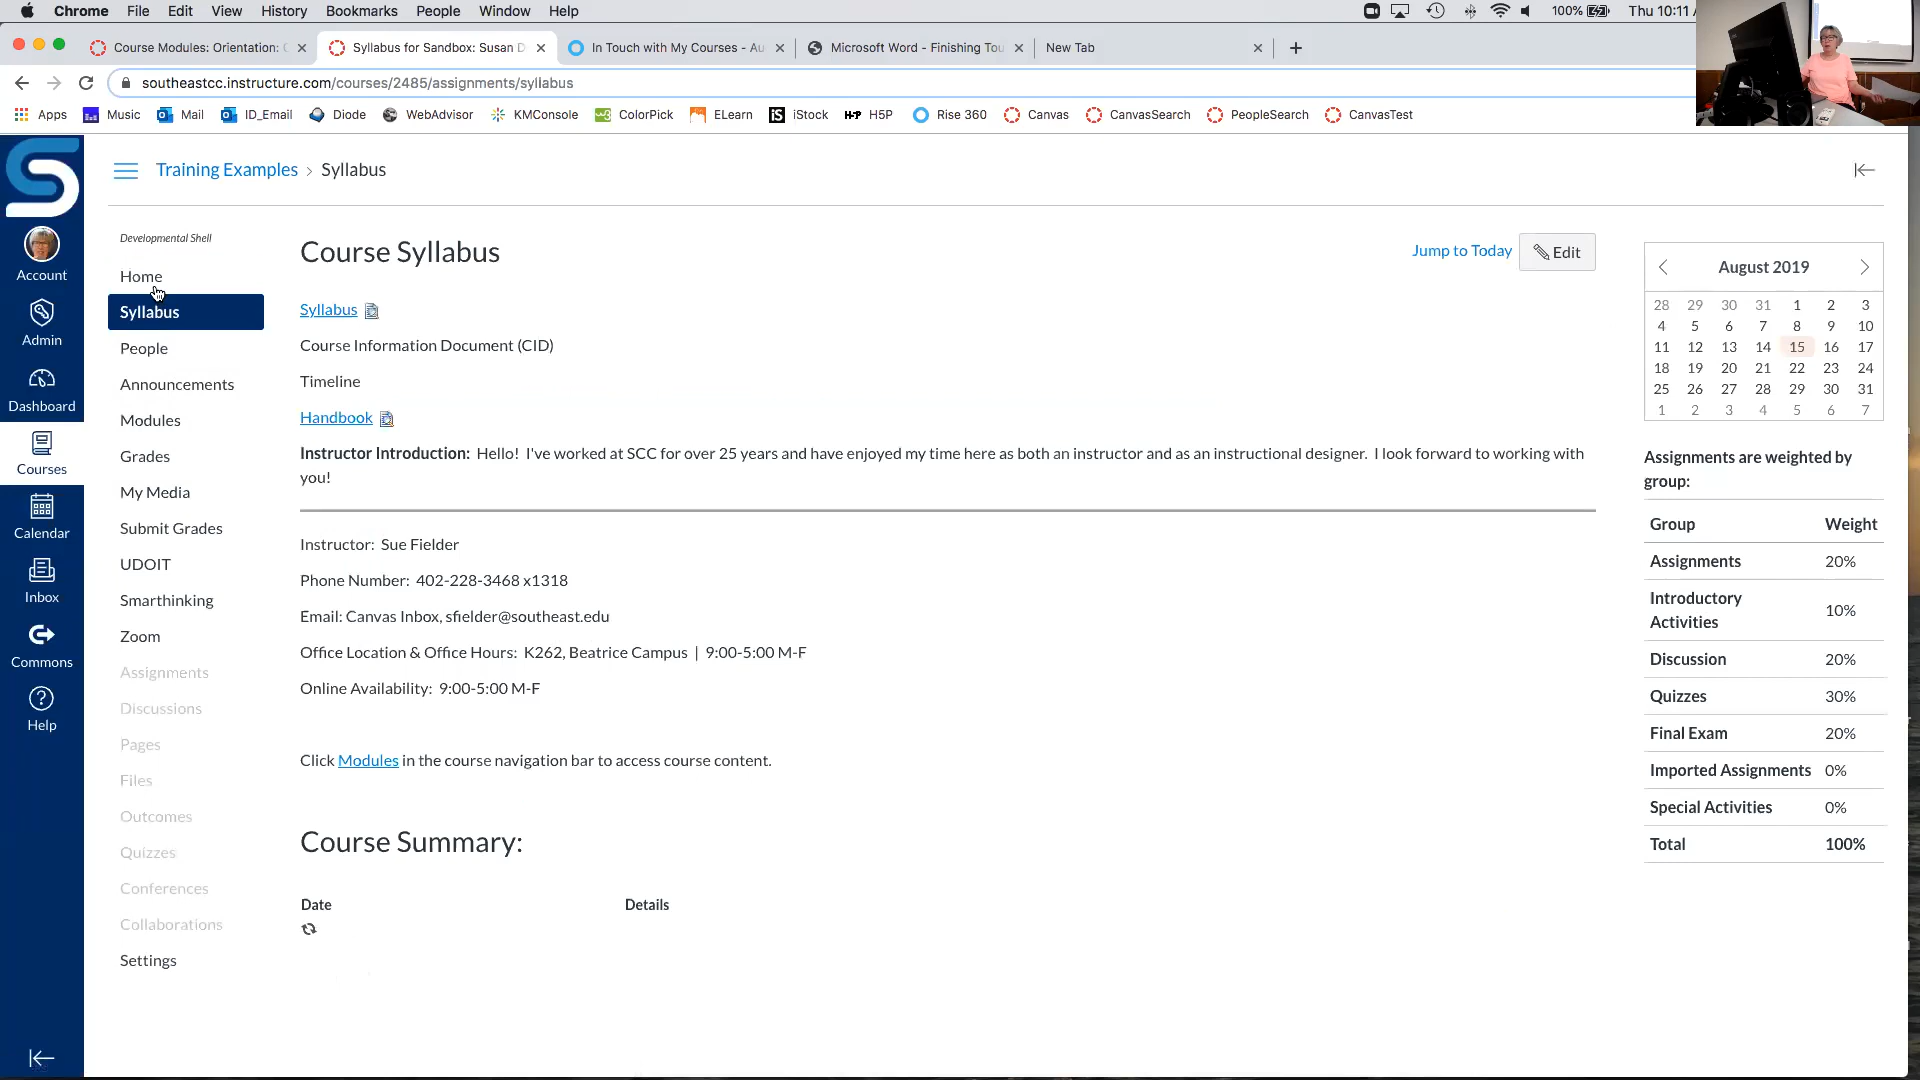 Chrome File Edit View History Bookmarks People Window Help 100% Thu 10:11
Course Modules: Orientation: Syllabus for Sandbox: Susan D In Touch with My Courses - Au Microsoft Word - Finishing Tou New Tab
southeastcc.instructure.com/courses/2485/assignments/syllabus
Apps Music Mail ID_Email Diode WebAdvisor KMConsole ColorPick ELearn iStock H5P Rise 360 Canvas CanvasSearch PeopleSearch CanvasTest
Training Examples › Syllabus
Account
Admin
Dashboard
Courses
Calendar
Inbox
Commons
Help
Developmental Shell
Home
Syllabus
People
Announcements
Modules
Grades
My Media
Submit Grades
UDOIT
Smarthinking
Zoom
Assignments
Discussions
Pages
Files
Outcomes
Quizzes
Conferences
Collaborations
Settings
Course Syllabus
Jump to Today
Edit
Syllabus
Course Information Document (CID)
Timeline
Handbook
Instructor Introduction: Hello! I've worked at SCC for over 25 years and have enjoyed my time here as both an instructor and as an instructional designer. I look forward to working with
you!
Instructor: Sue Fielder
Phone Number: 402-228-3468 x1318
Email: Canvas Inbox, sfielder@southeast.edu
Office Location & Office Hours: K262, Beatrice Campus | 9:00-5:00 M-F
Online Availability: 9:00-5:00 M-F
Click Modules in the course navigation bar to access course content.
Course Summary:
Date Details
August 2019
28 29 30 31 1 2 3
4 5 6 7 8 9 10
11 12 13 14 15 16 17
18 19 20 21 22 23 24
25 26 27 28 29 30 31
1 2 3 4 5 6 7
Assignments are weighted by
group:
Group Weight
Assignments 20%
Introductory
Activities 10%
Discussion 20%
Quizzes 30%
Final Exam 20%
Imported Assignments 0%
Special Activities 0%
Total 100%